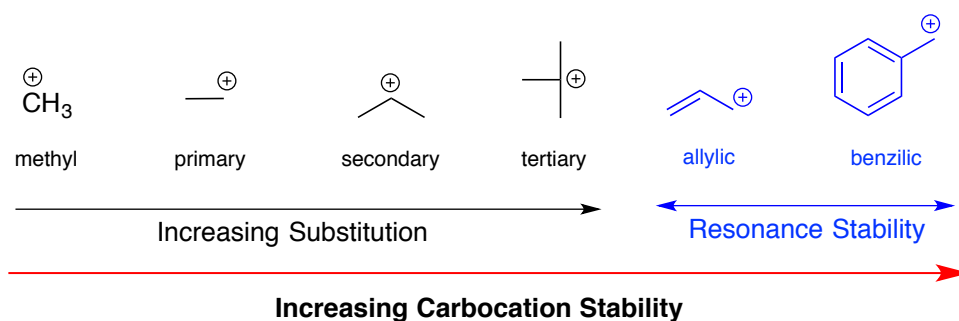 ⊕
CH3
⊕
⊕
⊕
⊕
⊕
methyl
primary
secondary
tertiary
allylic
benzilic
Increasing Substitution
Resonance Stability
Increasing Carbocation Stability